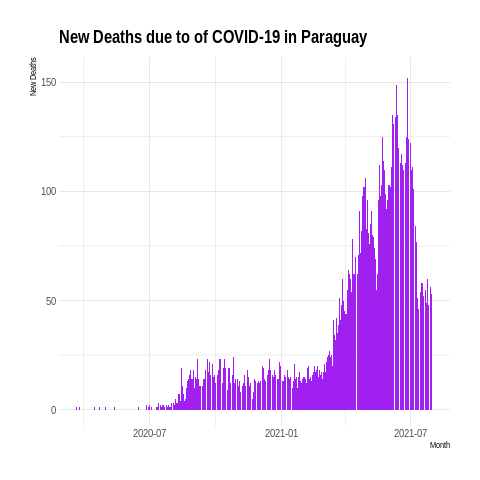 New Deaths due to of COVID-19 in Paraguay
New Deaths
150
100
50
0
2020-07
2021-01
2021-07
Month